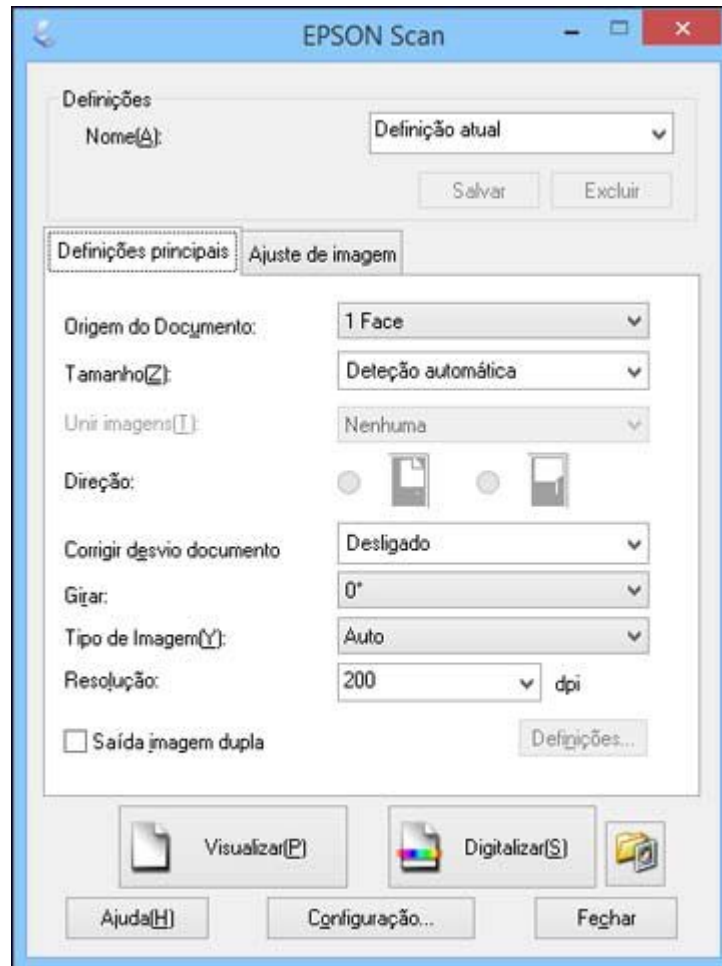 EPSON Scan
Definições
Nome(A): Definição atual
Salvar Excluir
Definições principais Ajuste de imagem
Origem do Documento: 1 Face
Tamanho(Z): Deteção automática
Unir imagens(T): Nenhuma
Direção:
Corrigir desvio documento Desligado
Girar: 0°
Tipo de Imagem(Y): Auto
Resolução: 200 dpi
Saída imagem dupla Definições...
Visualizar(P) Digitalizar(S)
Ajuda(H) Configuração... Fechar